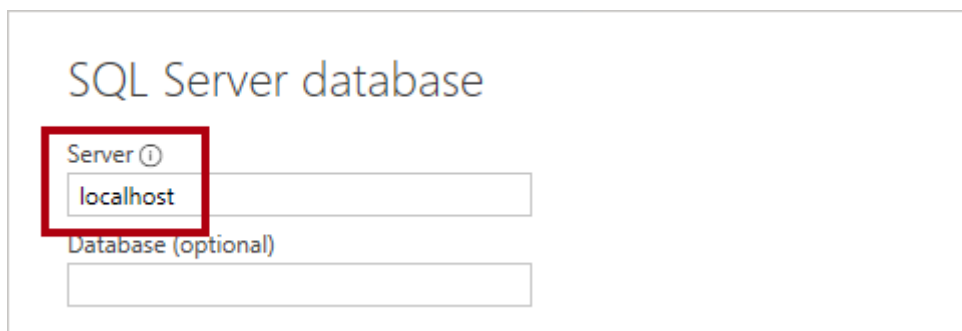 SQL Server database
Server
localhost
Database (optional)